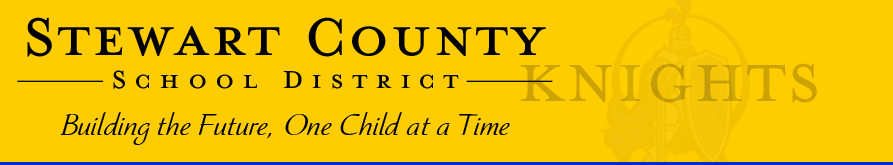 Stewart County
School District
KNIGHTS
Building the Future, One Child at a Time